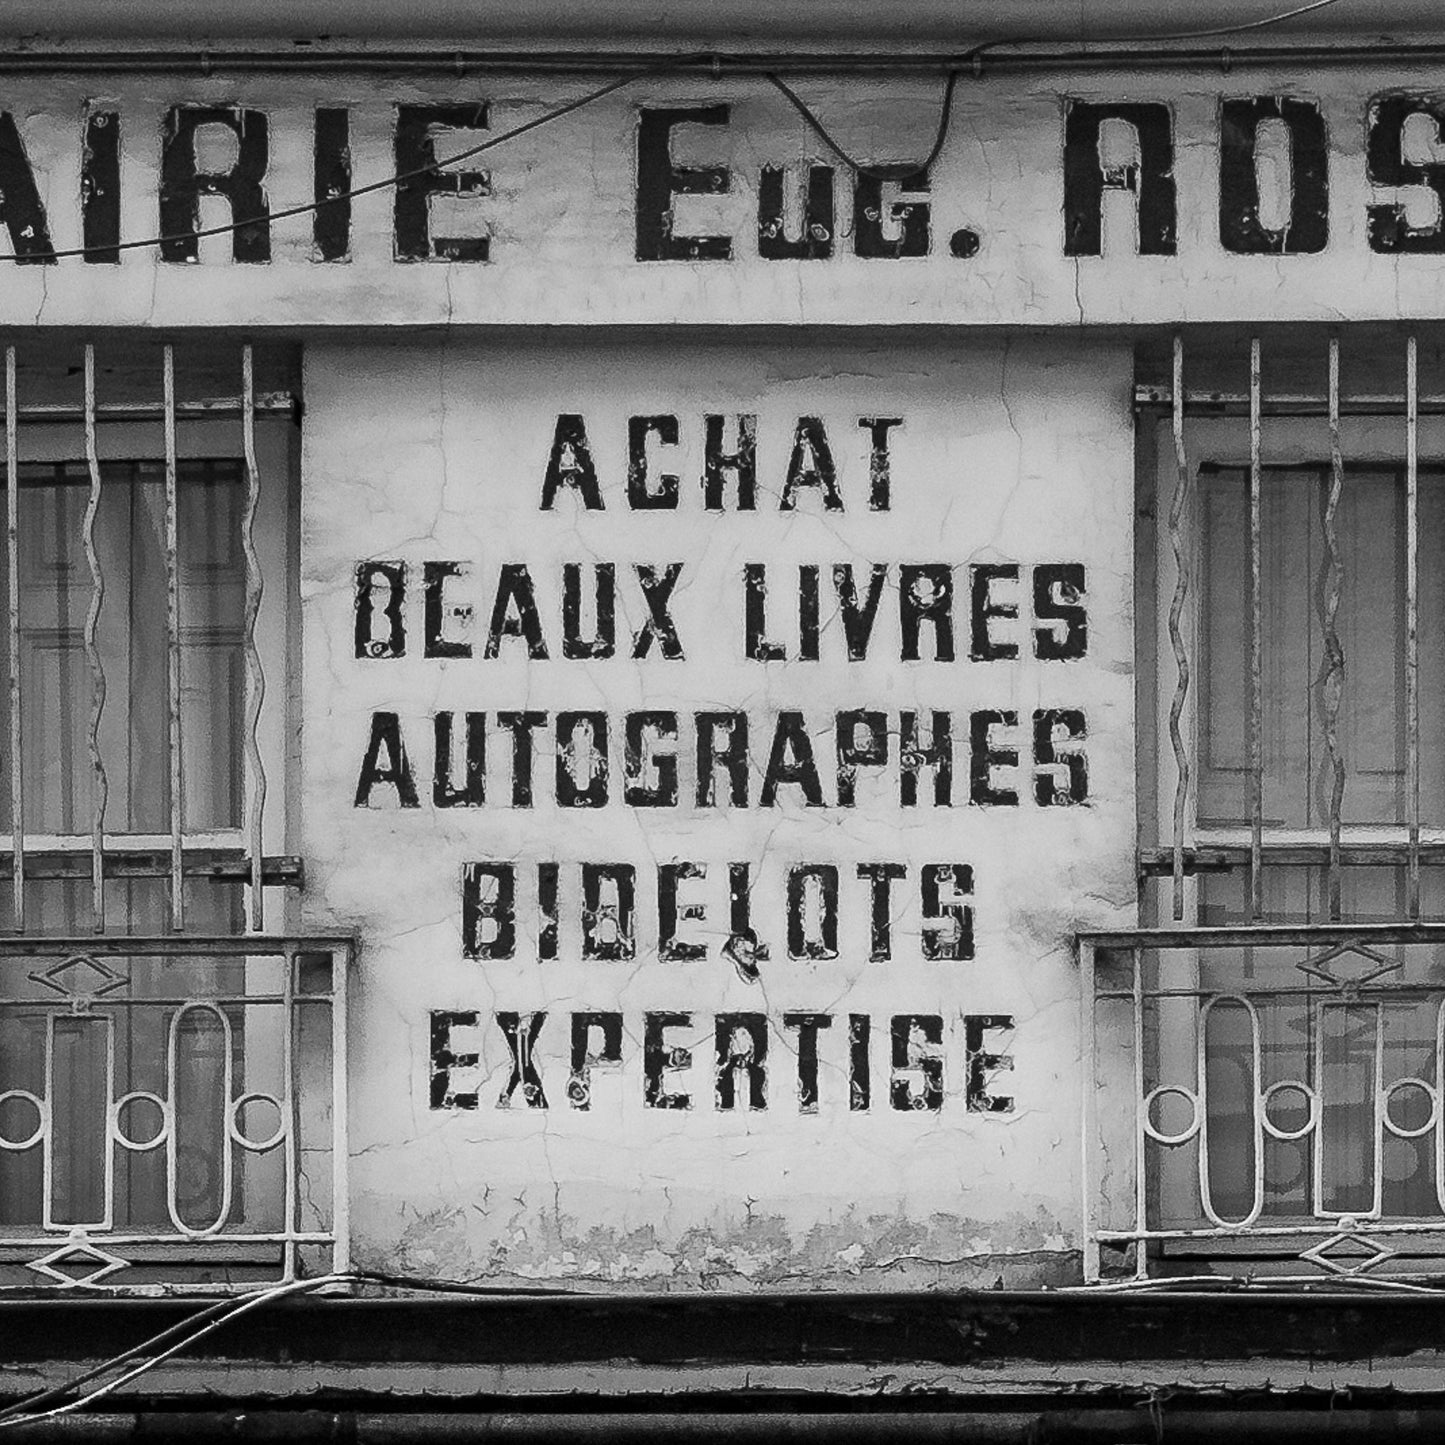 AIRIE EUG. ROS
ACHAT
BEAUX LIVRES
AUTOGRAPHES
BIBELOTS
EXPERTISE